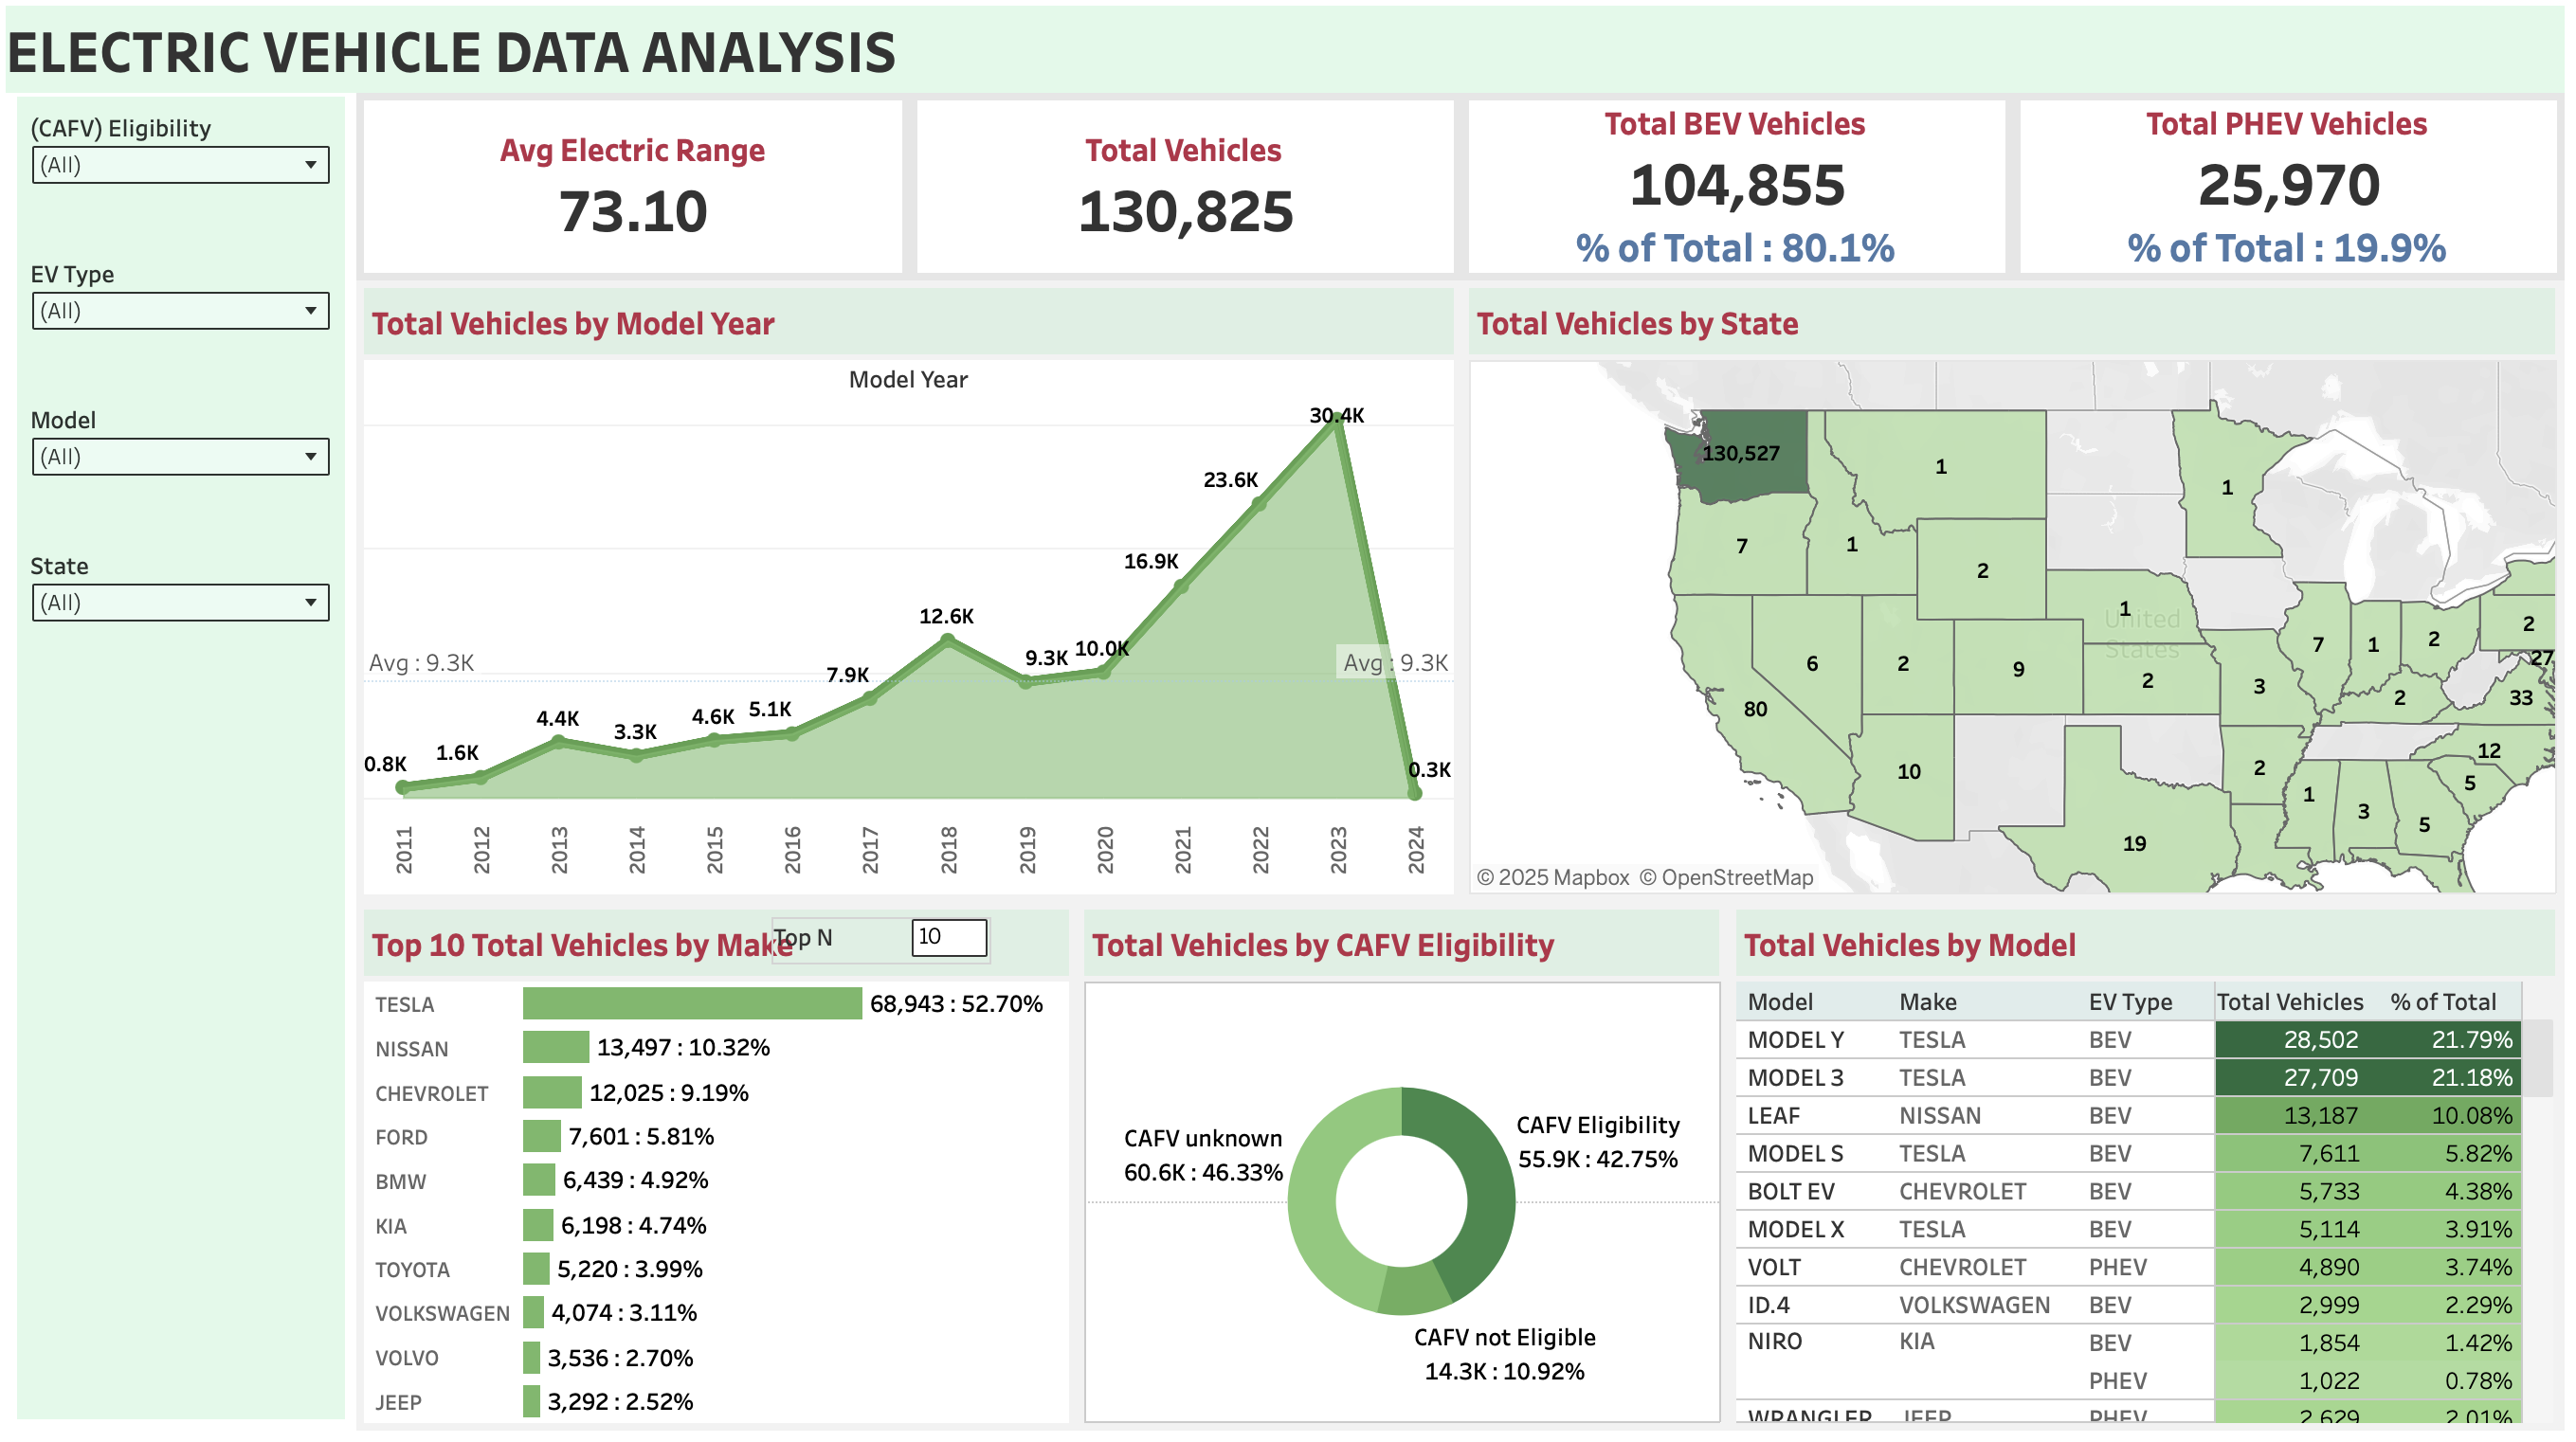 ELECTRIC VEHICLE DATA ANALYSIS
(CAFV) Eligibility
(All)
EV Type
(All)
Model
(All)
State
(All)
Avg Electric Range
73.10
Total Vehicles
130,825
Total BEV Vehicles
104,855
% of Total : 80.1%
Total PHEV Vehicles
25,970
% of Total : 19.9%
Total Vehicles by Model Year
Model Year
30.4K
23.6K
16.9K
12.6K
9.3K
10.0K
7.9K
4.4K
3.3K
4.6K
5.1K
1.6K
0.8K
0.3K
Avg : 9.3K
Avg : 9.3K
2011
2012
2013
2014
2015
2016
2017
2018
2019
2020
2021
2022
2023
2024
Total Vehicles by State
130,527
1
1
7
1
2
1
United
States
80
6
2
9
2
3
7
1
2
2
27
33
2
12
10
2
5
1
3
5
19
© 2025 Mapbox © OpenStreetMap
Top 10 Total Vehicles by Make
Top N
10
TESLA 68,943 : 52.70%
NISSAN 13,497 : 10.32%
CHEVROLET 12,025 : 9.19%
FORD 7,601 : 5.81%
BMW 6,439 : 4.92%
KIA 6,198 : 4.74%
TOYOTA 5,220 : 3.99%
VOLKSWAGEN 4,074 : 3.11%
VOLVO 3,536 : 2.70%
JEEP 3,292 : 2.52%
Total Vehicles by CAFV Eligibility
CAFV unknown
60.6K : 46.33%
CAFV Eligibility
55.9K : 42.75%
CAFV not Eligible
14.3K : 10.92%
Total Vehicles by Model
Model Make EV Type Total Vehicles % of Total
MODEL Y TESLA BEV 28,502 21.79%
MODEL 3 TESLA BEV 27,709 21.18%
LEAF NISSAN BEV 13,187 10.08%
MODEL S TESLA BEV 7,611 5.82%
BOLT EV CHEVROLET BEV 5,733 4.38%
MODEL X TESLA BEV 5,114 3.91%
VOLT CHEVROLET PHEV 4,890 3.74%
ID.4 VOLKSWAGEN BEV 2,999 2.29%
NIRO KIA BEV 1,854 1.42%
PHEV 1,022 0.78%
WRANGLER JEEP PHEV 2,629 2.01%